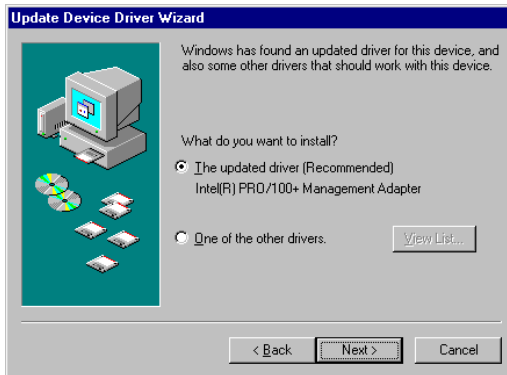 Update Device Driver Wizard
Windows has found an updated driver for this device, and
also some other drivers that should work with this device.
What do you want to install?
The updated driver (Recommended)
Intel(R) PRO/100+ Management Adapter
One of the other drivers.
View List...
< Back
Next >
Cancel